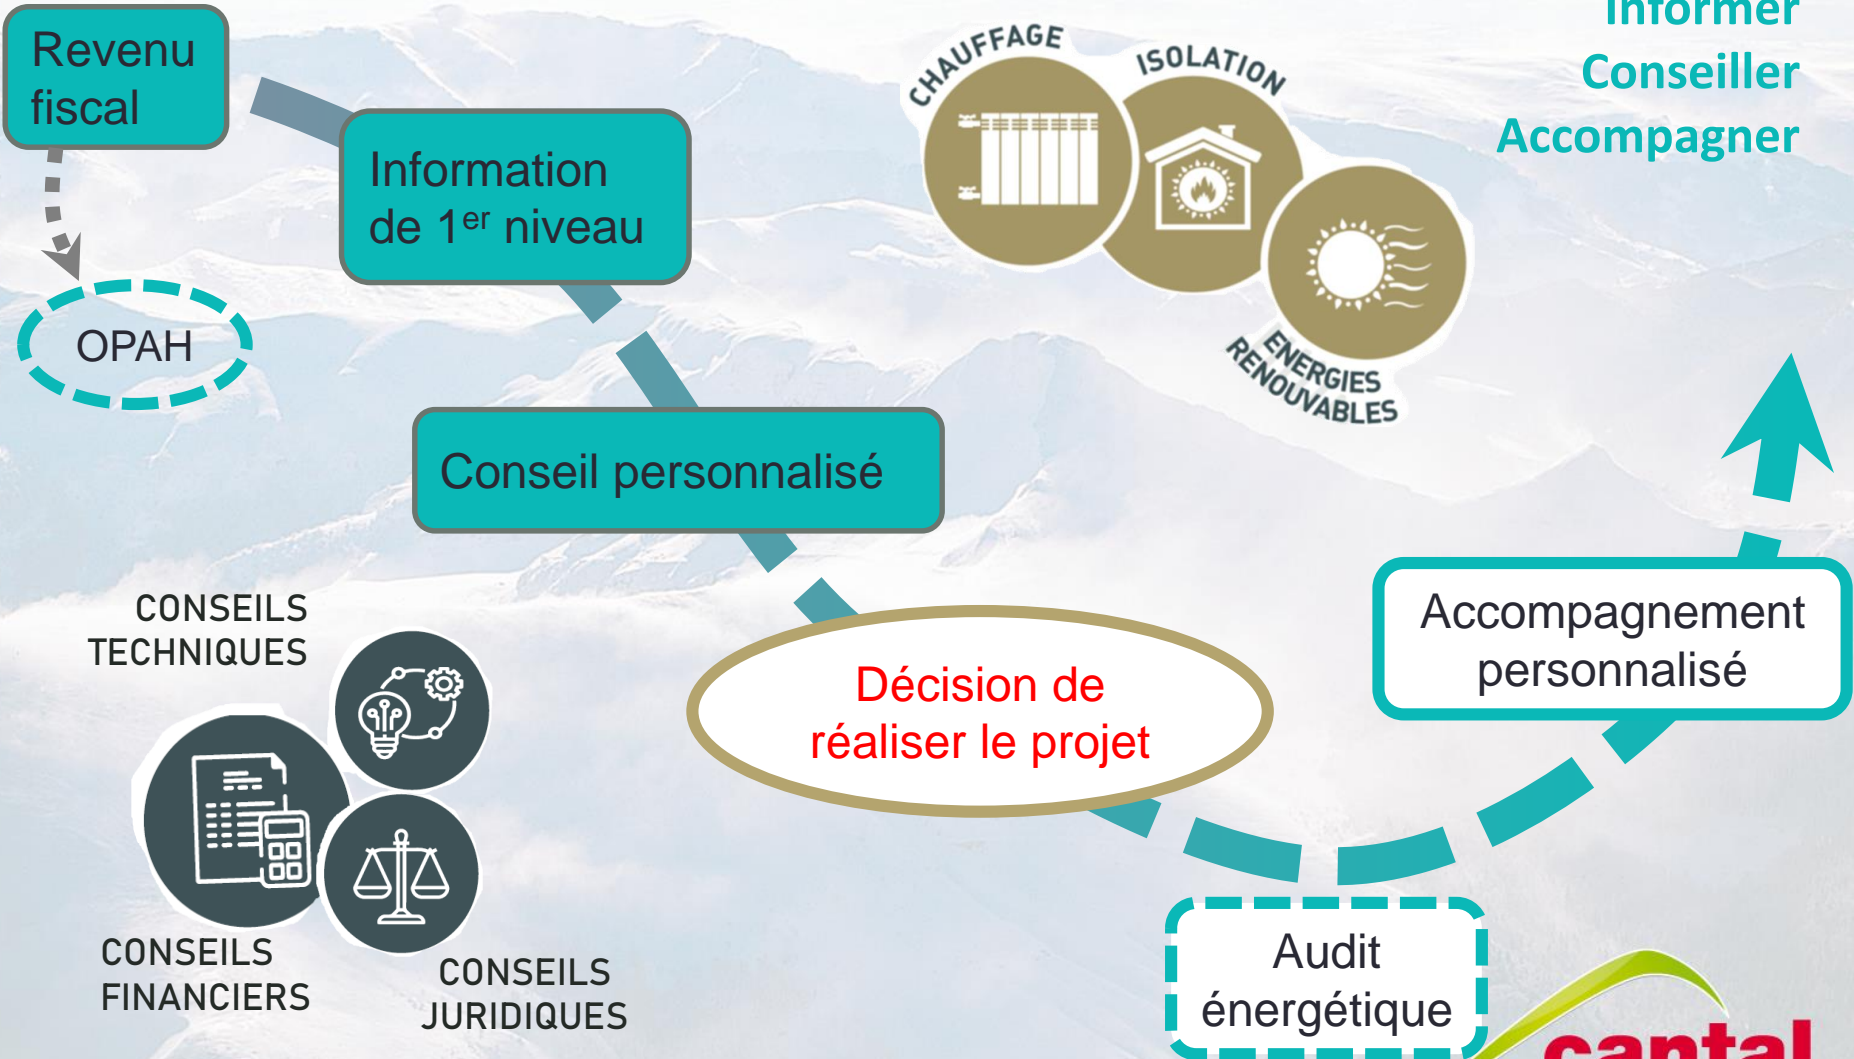 Informer
Conseiller
Accompagner
Revenu
fiscal
Information
de 1er niveau
OPAH
CHAUFFAGE
ISOLATION
ENERGIES
RENOUVABLES
Conseil personnalisé
Décision de
réaliser le projet
Accompagnement
personnalisé
Audit
énergétique
CONSEILS
TECHNIQUES
CONSEILS
FINANCIERS
CONSEILS
JURIDIQUES
cantal